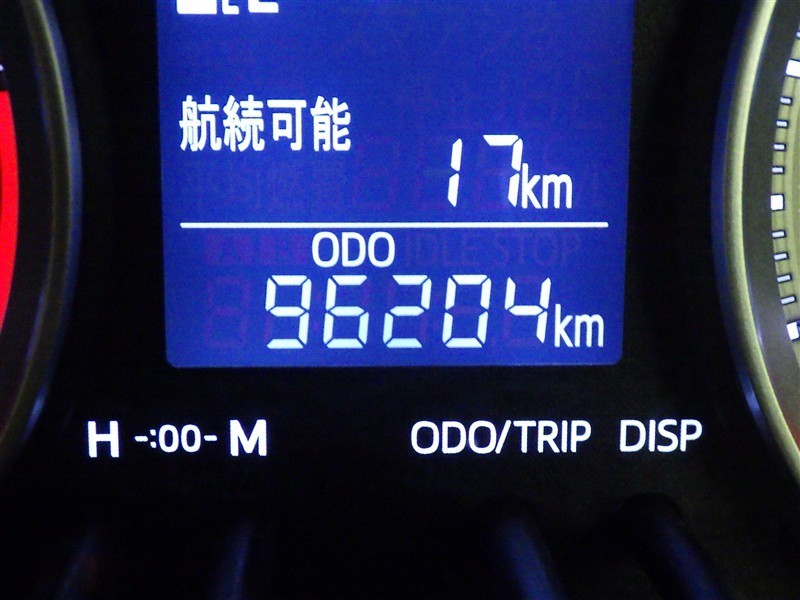 航続可能
17km
ODO
96204km
H -:00- M
ODO/TRIP DISP